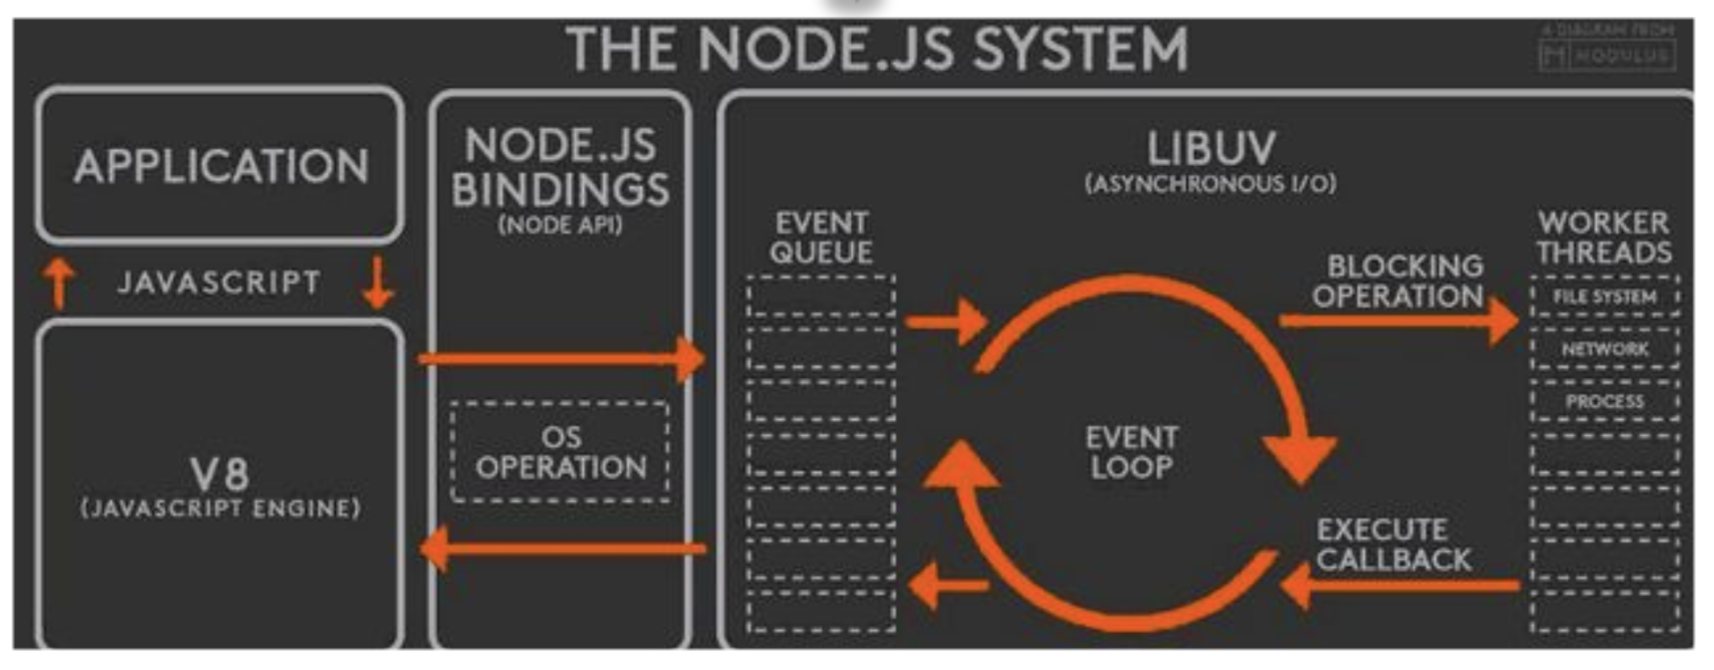 THE NODE.JS SYSTEM
A DIAGRAM FROM
MODULUS
APPLICATION
JAVASCRIPT
V8
(JAVASCRIPT ENGINE)
NODE.JS
BINDINGS
(NODE API)
OS
OPERATION
LIBUV
(ASYNCHRONOUS I/O)
EVENT
QUEUE
EVENT
LOOP
BLOCKING
OPERATION
EXECUTE
CALLBACK
WORKER
THREADS
FILE SYSTEM
NETWORK
PROCESS